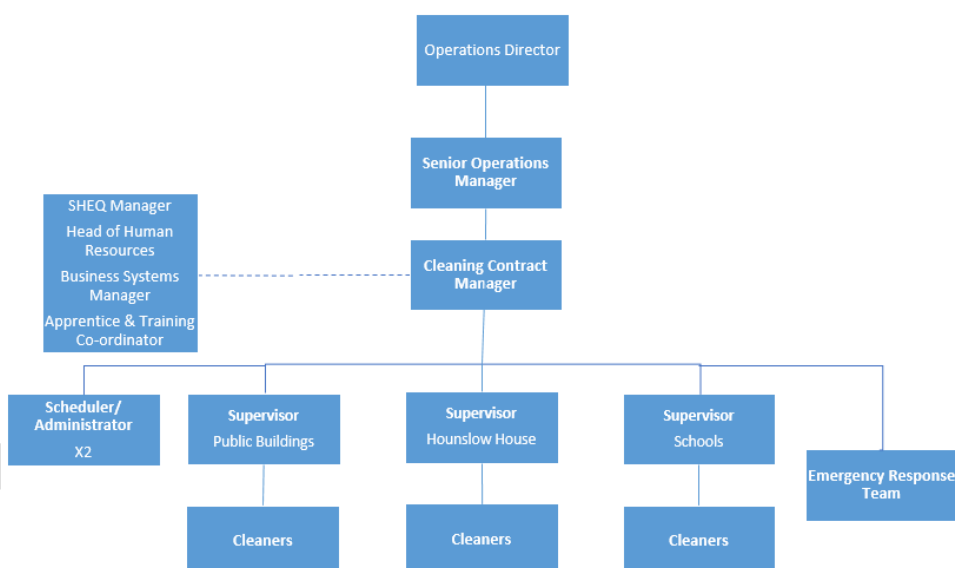 Operations Director
Senior Operations
Manager
SHEQ Manager
Head of Human
Resources
Business Systems
Manager
Apprentice & Training
Co-ordinator
Cleaning Contract
Manager
Scheduler/
Administrator
X2
Supervisor
Public Buildings
Supervisor
Hounslow House
Supervisor
Schools
Emergency Response
Team
Cleaners
Cleaners
Cleaners